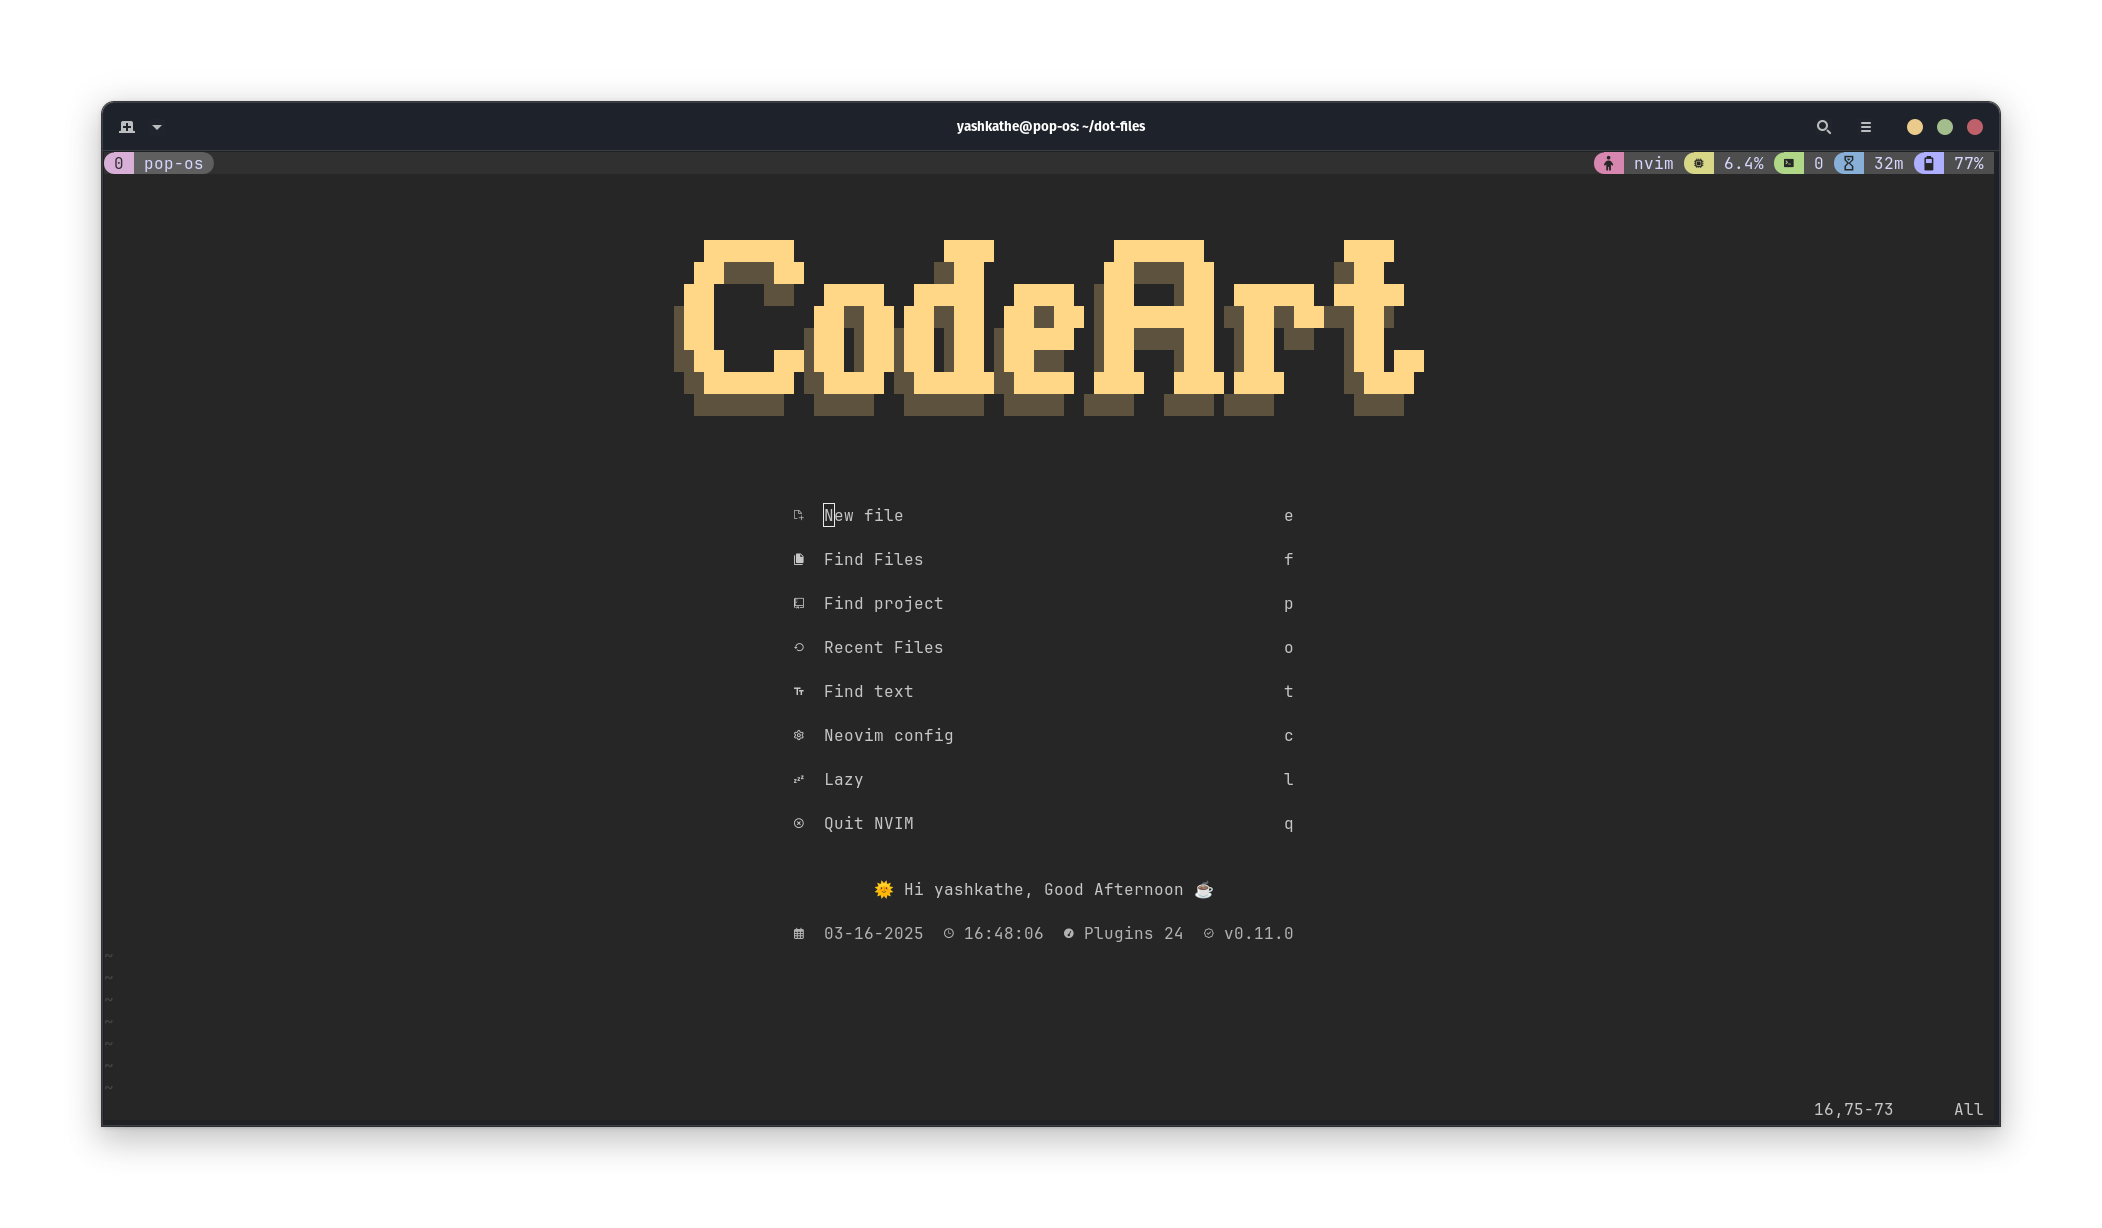 yashkathe@pop-os: ~/dot-files
0 pop-os nvim 6.4% 0 32m 77%
CodeArt
New file e
Find Files f
Find project p
Recent Files o
Find text t
Neovim config c
Lazy l
Quit NVIM q
🌞 Hi yashkathe, Good Afternoon ☕
03-16-2025 16:48:06 Plugins 24 v0.11.0
~
~
~
~
~
~
~
16,75-73 All